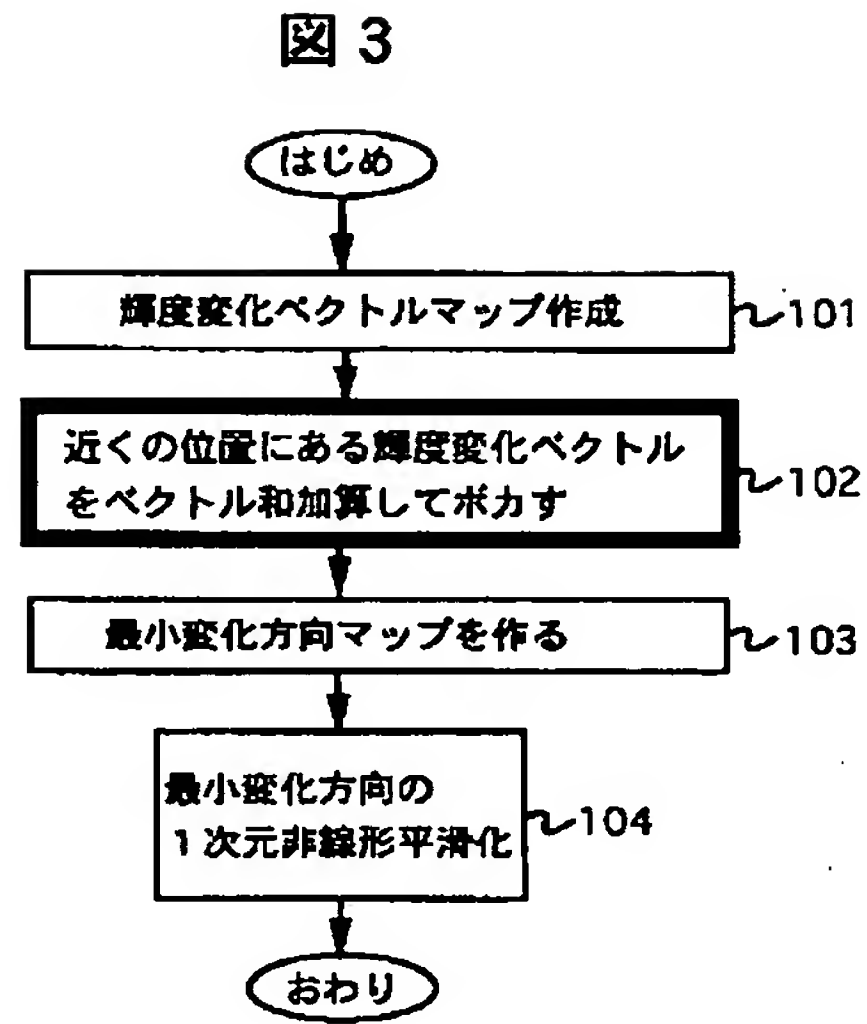 図3
はじめ
輝度変化ベクトルマップ作成
101
近くの位置にある輝度変化ベクトル
をベクトル和加算してボカす
102
最小変化方向マップを作る
103
最小変化方向の
1次元非線形平滑化
104
おわり